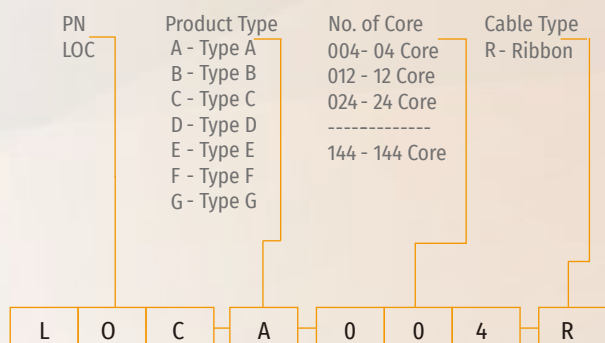 PN
LOC
Product Type
A - Type A
B - Type B
C - Type C
D - Type D
E - Type E
F - Type F
G - Type G
No. of Core
004- 04 Core
012 - 12 Core
024 - 24 Core
-------------
144 - 144 Core
Cable Type
R - Ribbon
L O C A 0 0 4 R